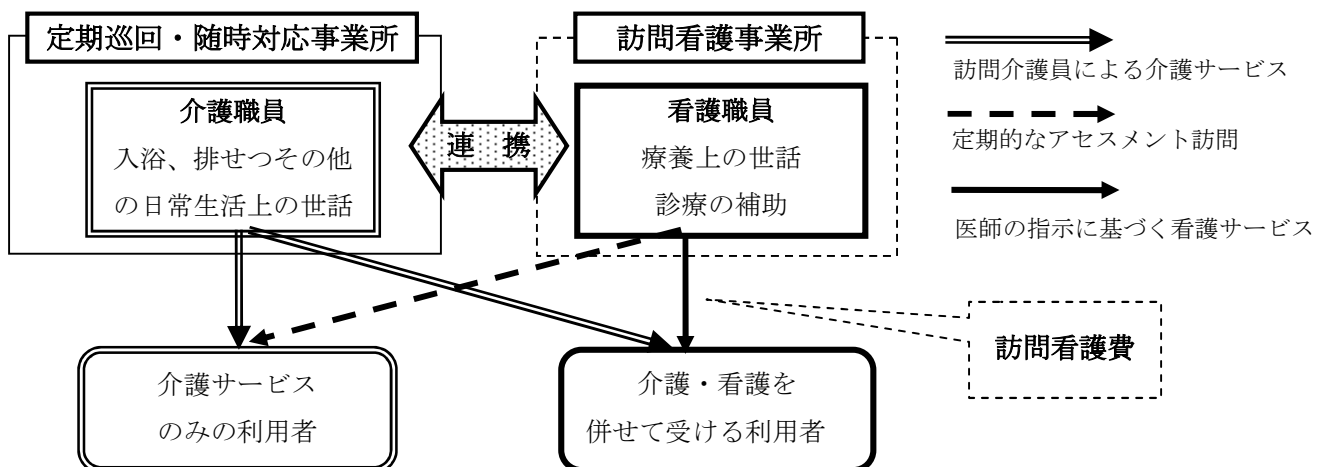 定期巡回・随時対応事業所
介護職員
入浴、排せつその他
の日常生活上の世話
連 携
訪問看護事業所
看護職員
療養上の世話
診療の補助
訪問介護員による介護サービス
定期的なアセスメント訪問
医師の指示に基づく看護サービス
訪問看護費
介護サービス
のみの利用者
介護・看護を
併せて受ける利用者